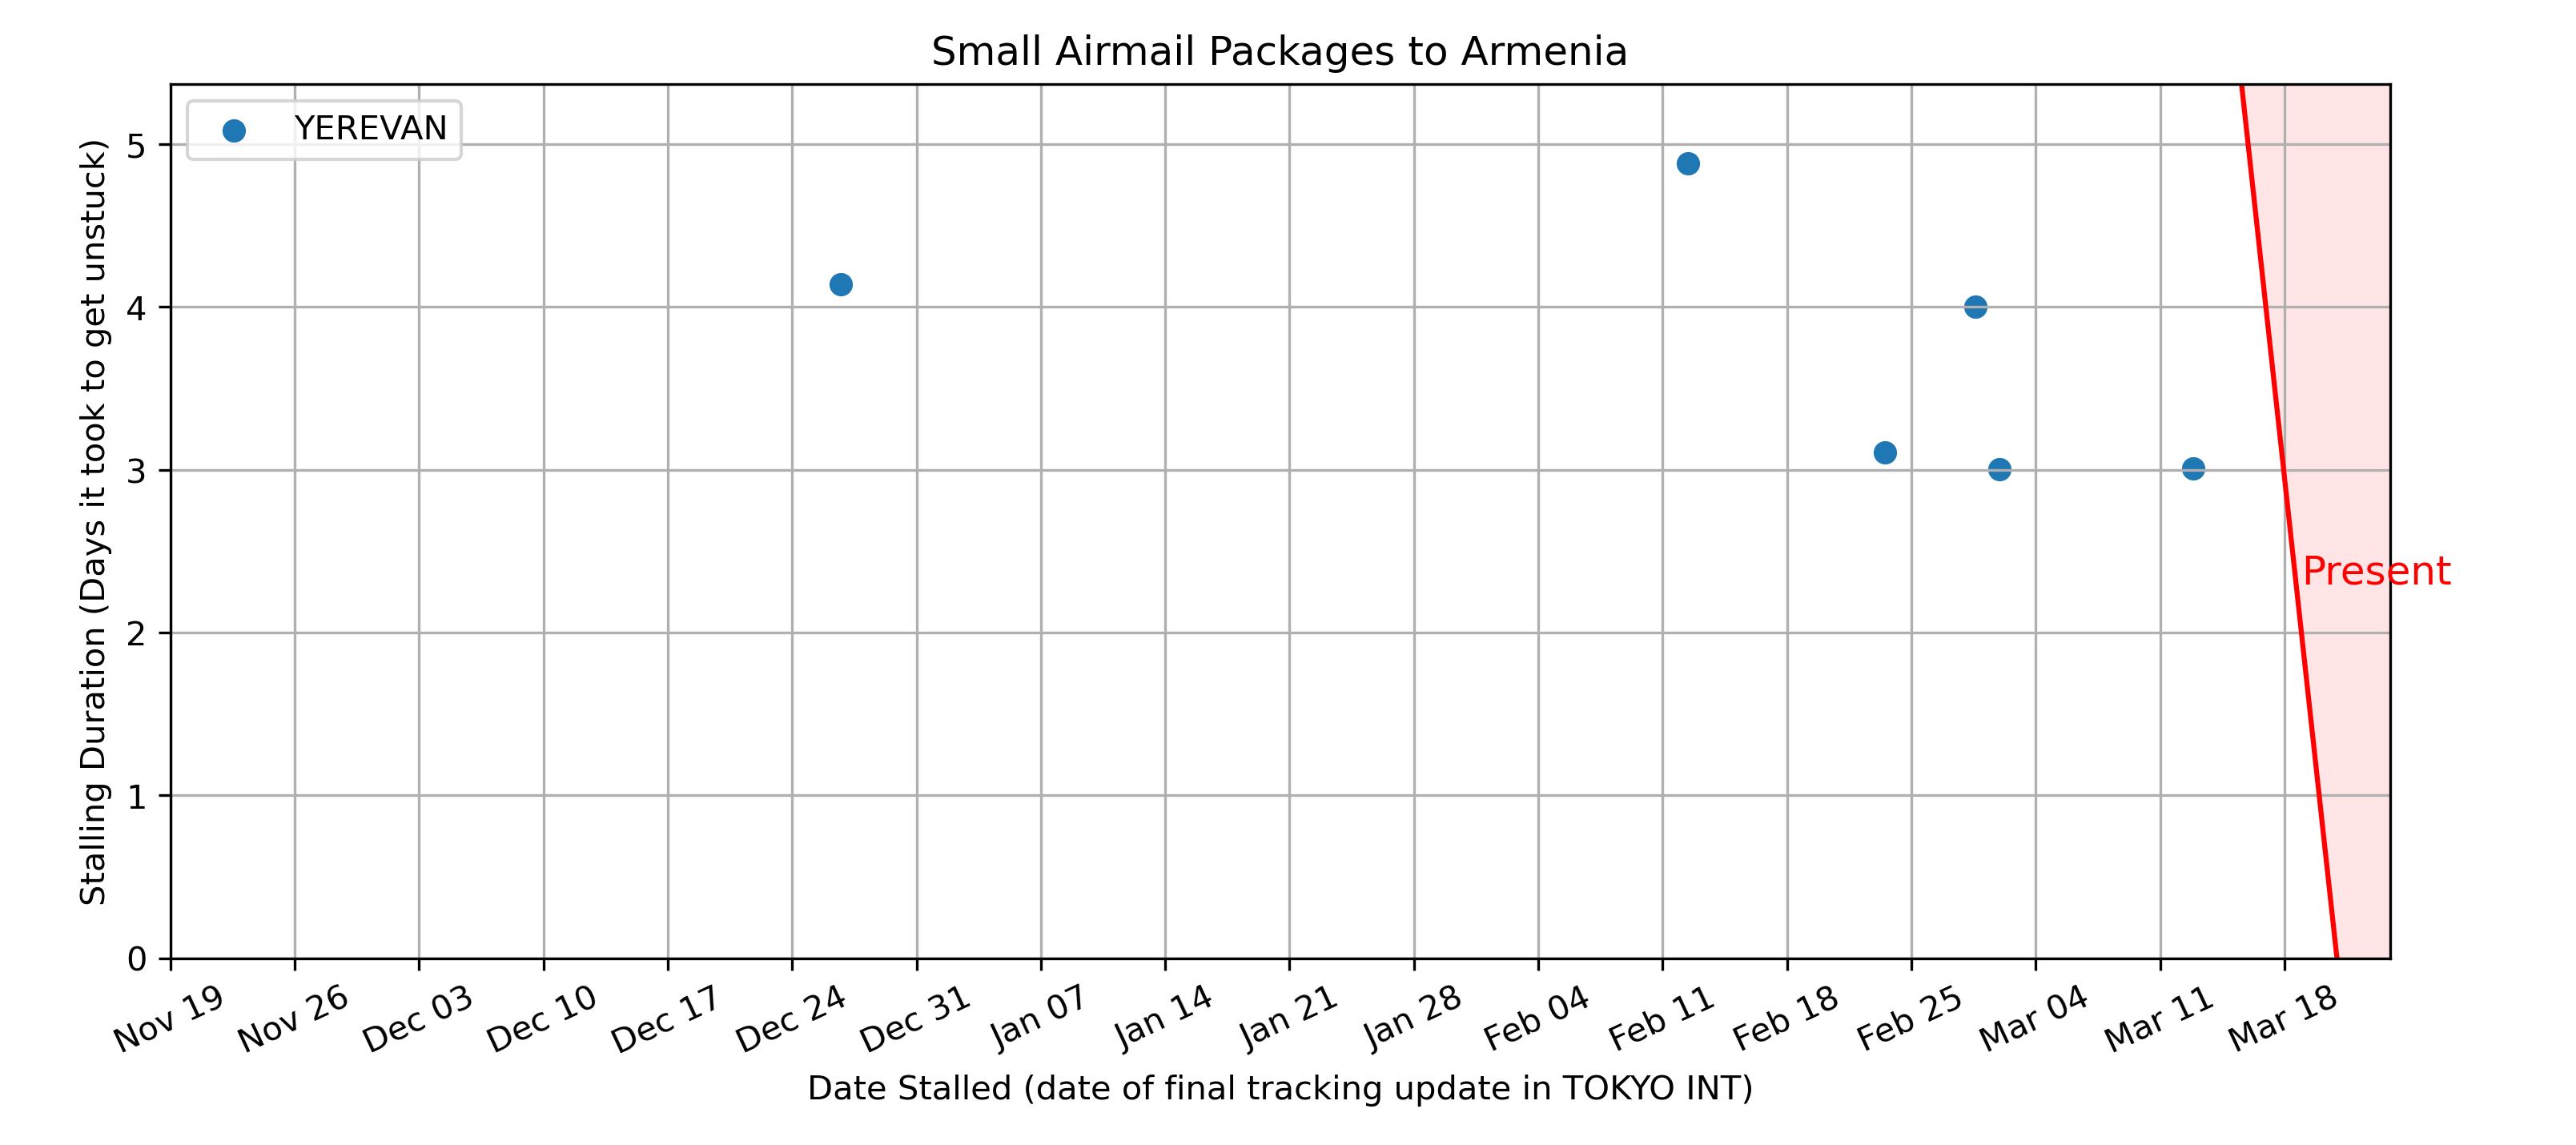 Small Airmail Packages to Armenia
YEREVAN
Stalling Duration (Days it took to get unstuck)
5
4
3
2
1
0
Present
Nov 19
Nov 26
Dec 03
Dec 10
Dec 17
Dec 24
Dec 31
Jan 07
Jan 14
Jan 21
Jan 28
Feb 04
Feb 11
Feb 18
Feb 25
Mar 04
Mar 11
Mar 18
Date Stalled (date of final tracking update in TOKYO INT)